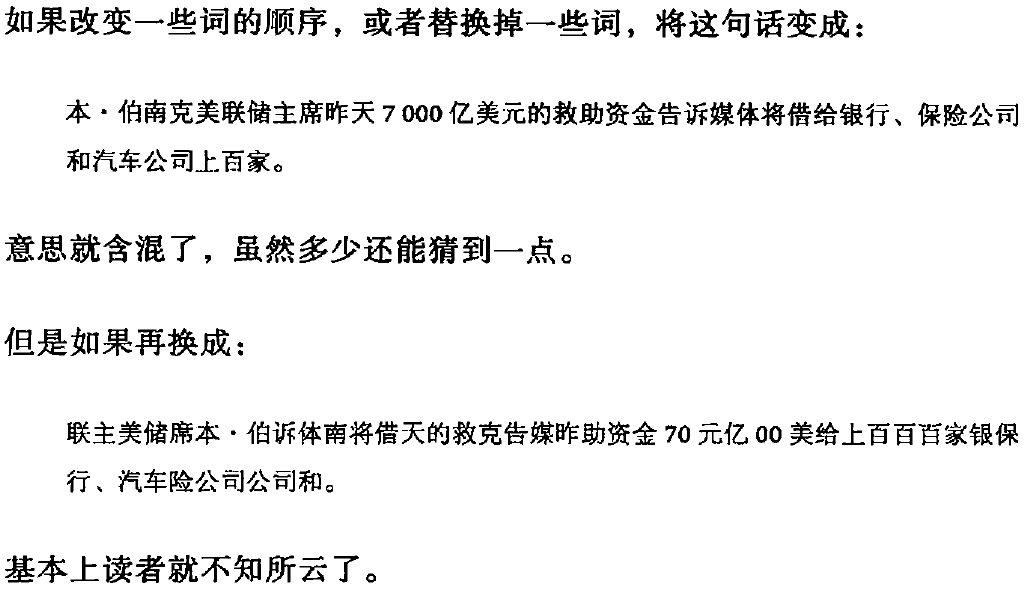 如果改变一些词的顺序，或者替换掉一些词，将这句话变成：
本·伯南克美联储主席昨天7 000亿美元的救助资金告诉媒体将借给银行、保险公司
和汽车公司上百家。
意思就含混了，虽然多少还能猜到一点。
但是如果再换成：
联主美储席本·伯诉体南将借天的救克告媒昨助资金70元亿00美给上百百百家银保
行、汽车险公司公司和。
基本上读者就不知所云了。